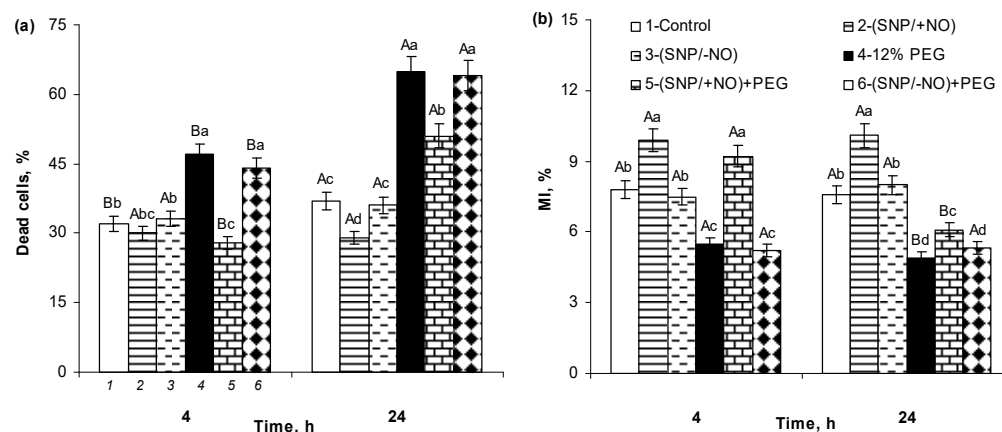 (a)
75
60
45
30
15
0
Dead cells, %
Bb
Abc
Ab
Ba
Bc
Ba
Ac
Ad
Ac
Aa
Ab
Aa
1 2 3 4 5 6
4
24
Time, h
(b)
15
12
9
6
3
0
MI, %
1-Control
2-(SNP/+NO)
3-(SNP/-NO)
4-12% PEG
5-(SNP/+NO)+PEG
6-(SNP/-NO)+PEG
Ab
Aa
Ab
Ac
Aa
Ac
Ab
Aa
Ab
Bd
Bc
Ad
4
24
Time, h